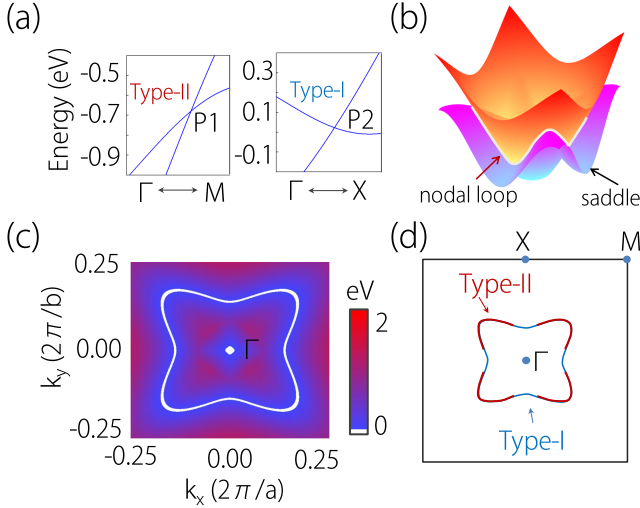 (a)
Energy (eV)
-0.5
-0.7
-0.9
Type-II
P1
Γ ⟷ M
0.3
0.1
-0.1
Type-I
P2
Γ ⟷ X
(b)
nodal loop
saddle
(c)
k_y (2π/b)
0.25
0.00
-0.25
Γ
-0.25 0.00 0.25
k_x (2π/a)
eV
2
0
(d)
X
M
Type-II
Γ
Type-I